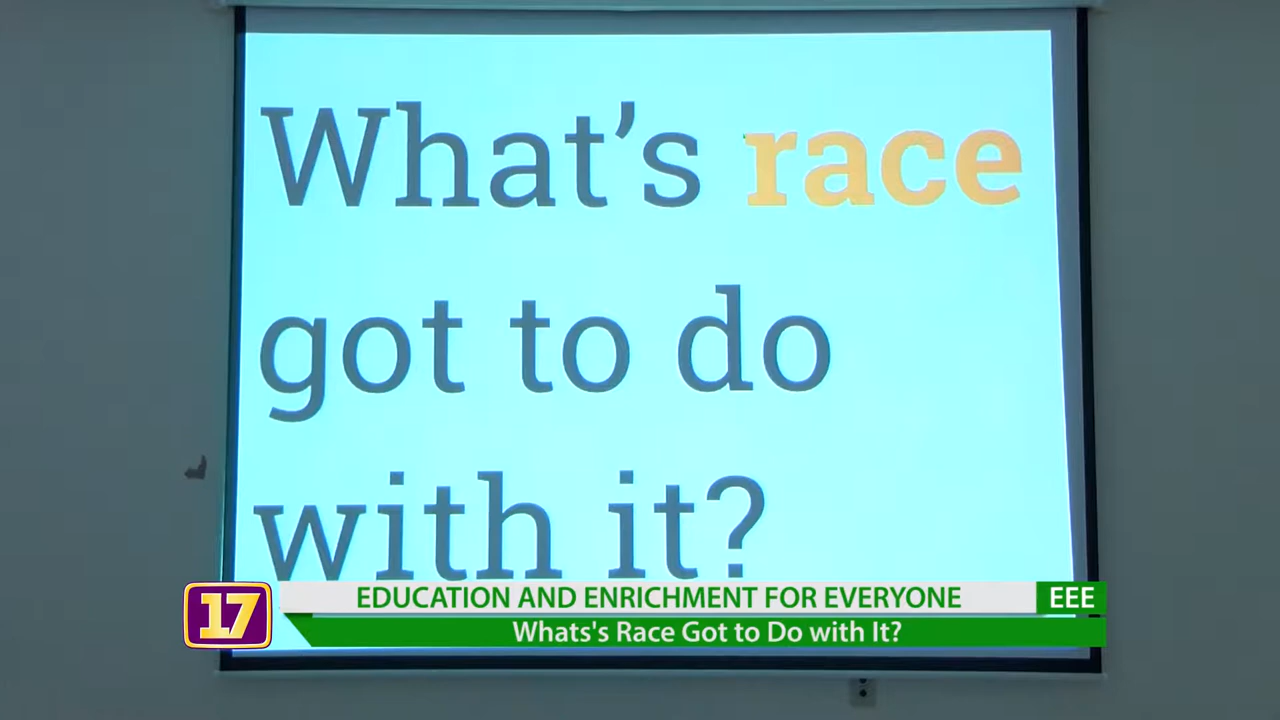 What's race
got to do
with it?
17
EDUCATION AND ENRICHMENT FOR EVERYONE
EEE
Whats's Race Got to Do with It?